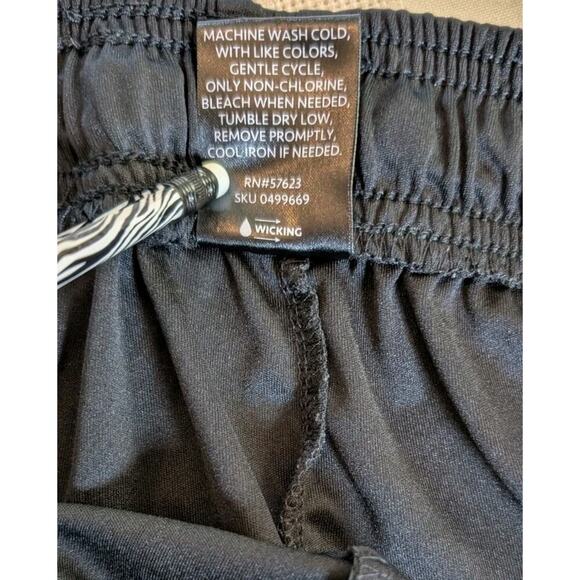 MACHINE WASH COLD,
WITH LIKE COLORS,
GENTLE CYCLE,
ONLY NON-CHLORINE,
BLEACH WHEN NEEDED,
TUMBLE DRY LOW,
REMOVE PROMPTLY,
COOL IRON IF NEEDED.
RN#57623
SKU 0499669
WICKING